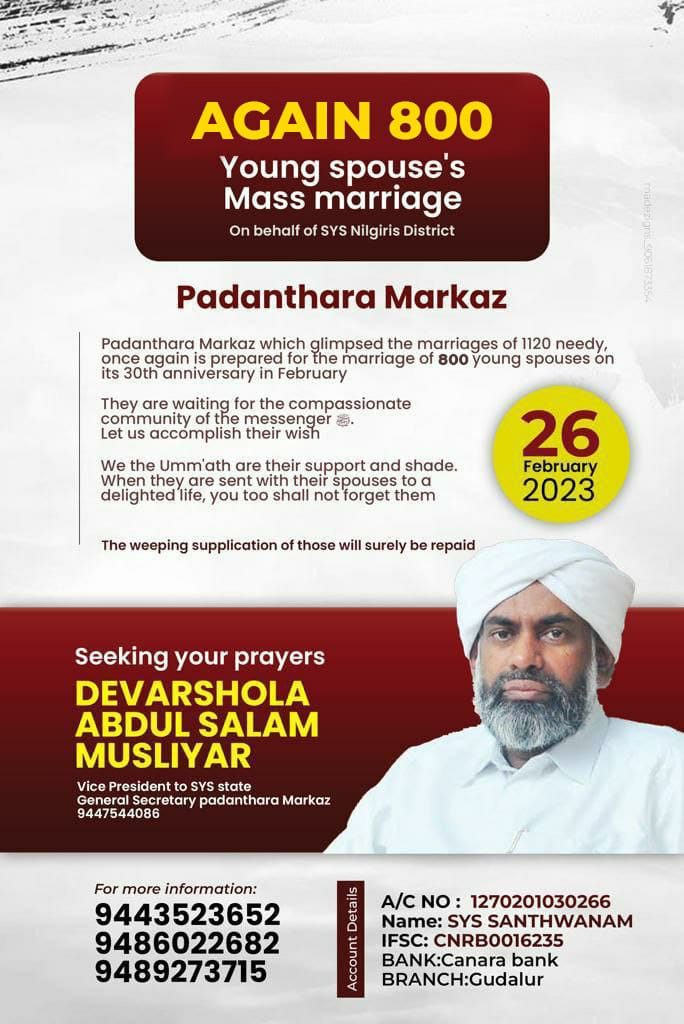 AGAIN 800
Young spouse's
Mass marriage
On behalf of SYS Nilgiris District
madezigns_9061873354
Padanthara Markaz
Padanthara Markaz which glimpsed the marriages of 1120 needy,
once again is prepared for the marriage of 800 young spouses on
its 30th anniversary in February
They are waiting for the compassionate
community of the messenger ﷺ.
Let us accomplish their wish
We the Umm'ath are their support and shade.
When they are sent with their spouses to a
delighted life, you too shall not forget them
26
February
2023
The weeping supplication of those will surely be repaid
Seeking your prayers
DEVARSHOLA
ABDUL SALAM
MUSLIYAR
Vice President to SYS state
General Secretary padanthara Markaz
9447544086
For more information:
9443523652
9486022682
9489273715
Account Details
A/C NO : 1270201030266
Name: SYS SANTHWANAM
IFSC: CNRB0016235
BANK:Canara bank
BRANCH:Gudalur